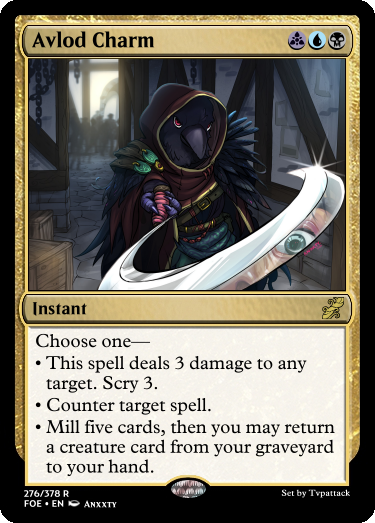 Avlod Charm
Instant
Choose one—
• This spell deals 3 damage to any
target. Scry 3.
• Counter target spell.
• Mill five cards, then you may return
a creature card from your graveyard
to your hand.
276/378 R
FOE • EN Anxxty
Set by Tvpattack